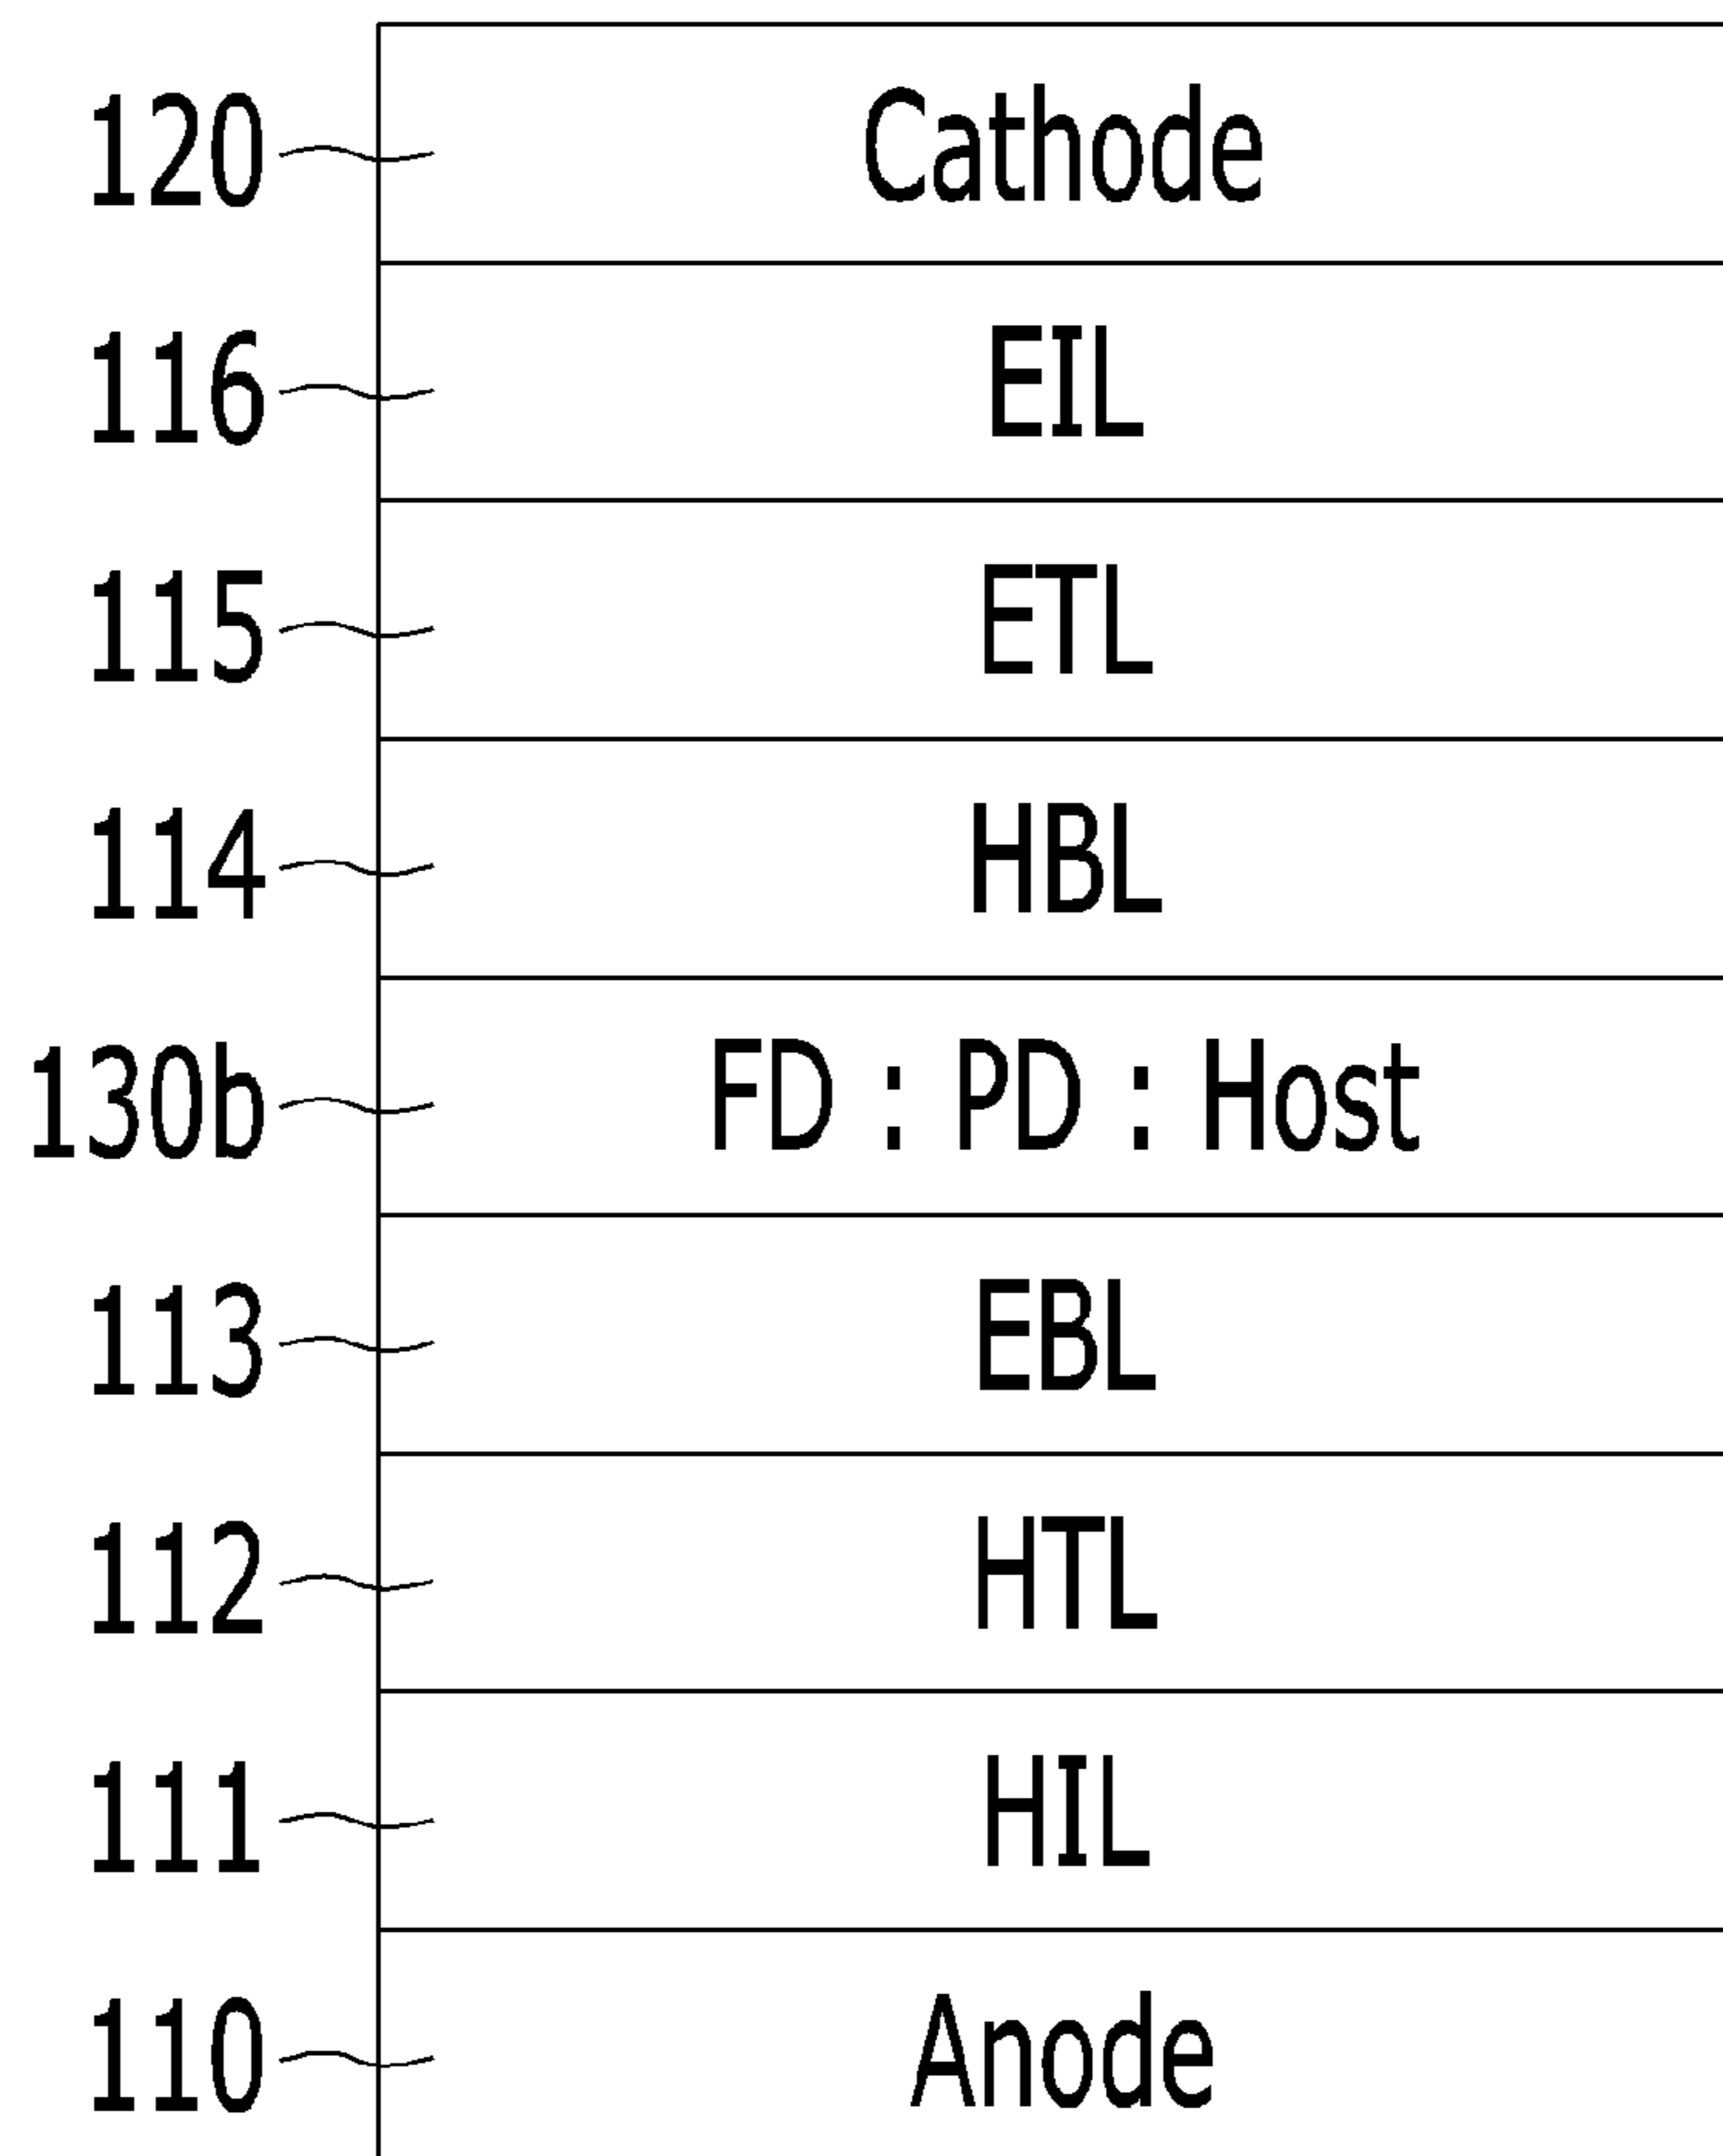 120 Cathode
116 EIL
115 ETL
114 HBL
130b FD : PD : Host
113 EBL
112 HTL
111 HIL
110 Anode